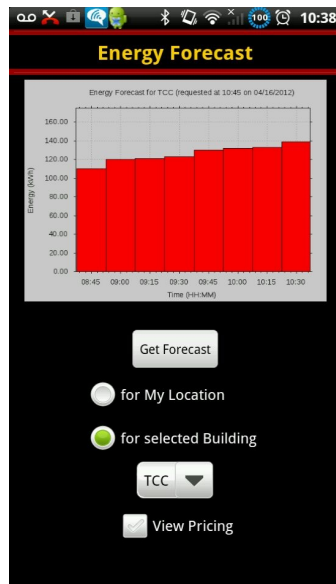 100 10:38
Energy Forecast
Energy Forecast for TCC (requested at 10:45 on 04/16/2012)
160.00
140.00
120.00
100.00
80.00
60.00
40.00
20.00
0.00
Energy (kWh)
08:45 09:00 09:15 09:30 09:45 10:00 10:15 10:30
Time (HH:MM)
Get Forecast
for My Location
for selected Building
TCC
View Pricing